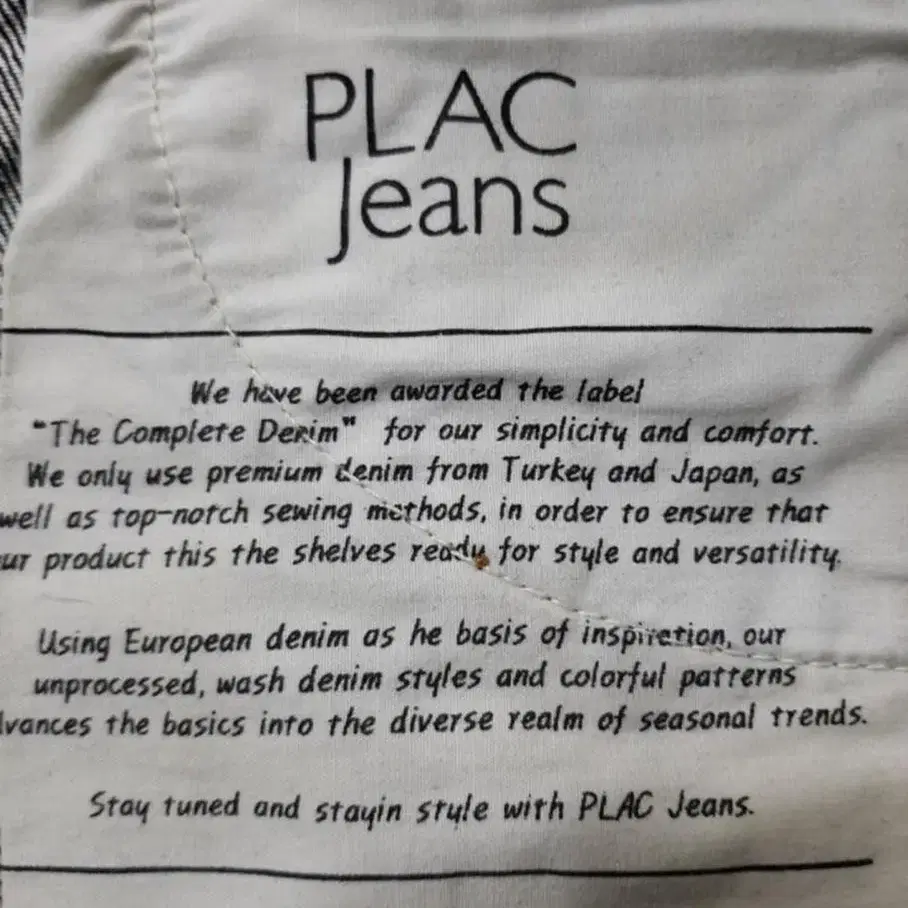 PLAC
Jeans
We have been awarded the label
"The Complete Denim" for our simplicity and comfort.
We only use premium denim from Turkey and Japan, as
well as top-notch sewing methods, in order to ensure that
ur product this the shelves ready for style and versatility.
Using European denim as he basis of inspiration, our
unprocessed, wash denim styles and colorful patterns
vances the basics into the diverse realm of seasonal trends.
Stay tuned and stayin style with PLAC Jeans.